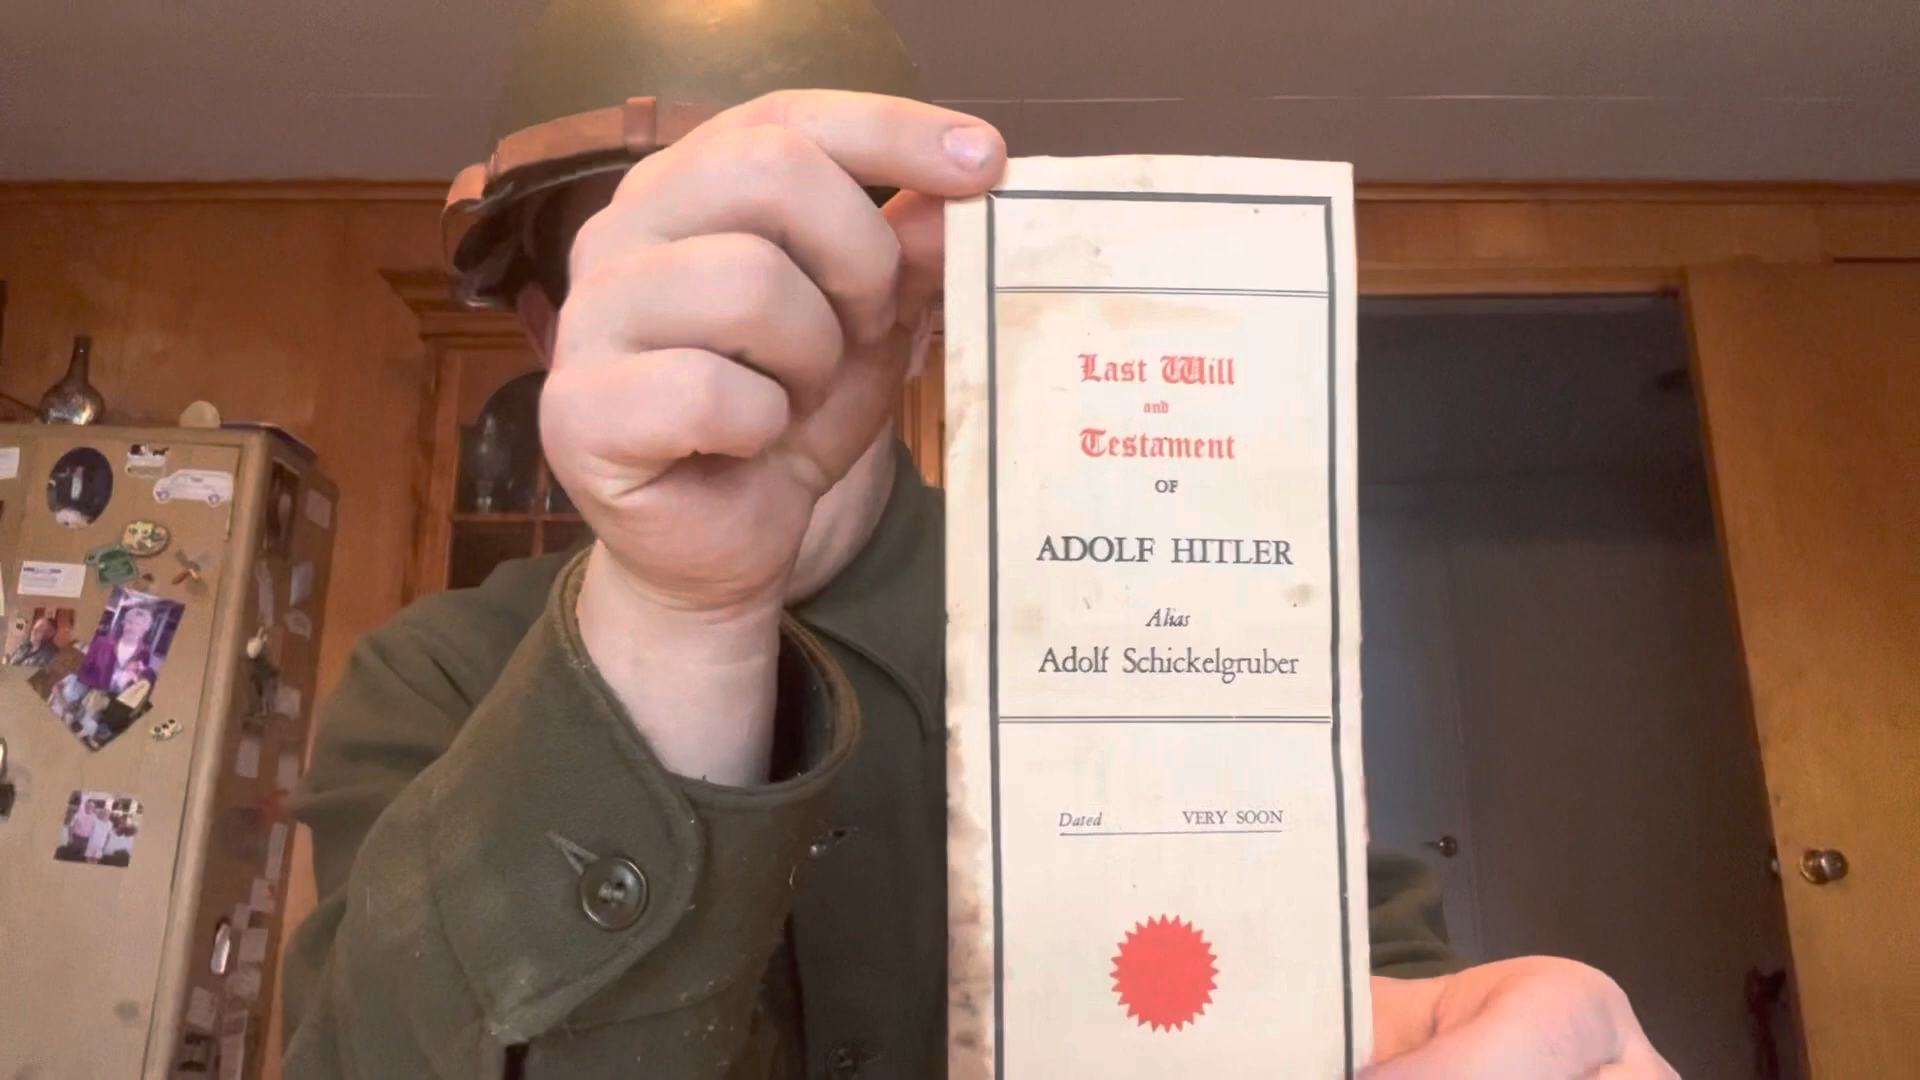 Last Will
and
Testament
OF
ADOLF HITLER
Alias
Adolf Schickelgruber
Dated VERY SOON